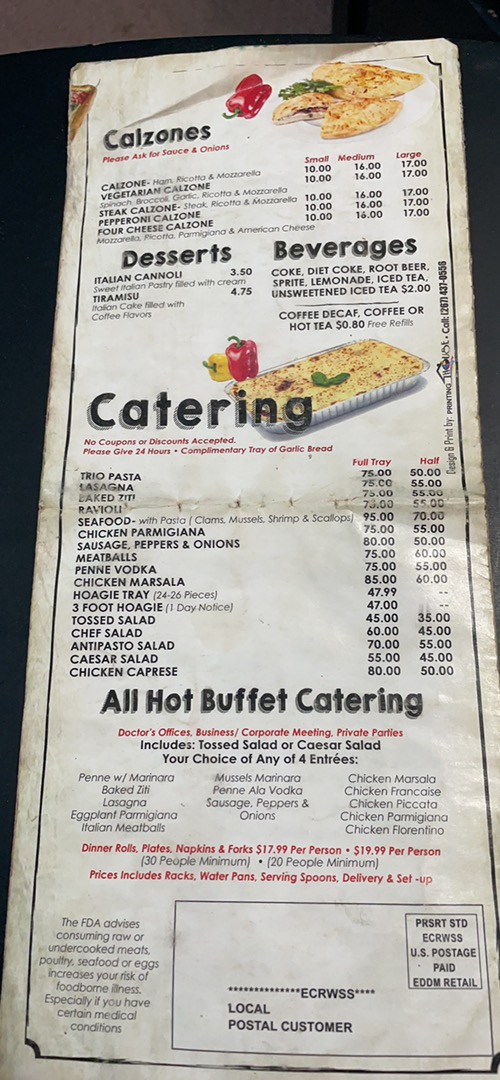 Calzones
Please Ask for Sauce & Onions
Small Medium Large
CALZONE- Ham, Ricotta & Mozzarella 10.00 16.00 17.00
VEGETARIAN CALZONE 10.00 16.00 17.00
Spinach, Broccoli, Garlic, Ricotta & Mozzarella
STEAK CALZONE- Steak, Ricotta & Mozzarella 10.00 16.00 17.00
PEPPERONI CALZONE 10.00 16.00 17.00
FOUR CHEESE CALZONE 10.00 16.00 17.00
Mozzarella, Ricotta, Parmigiana & American Cheese
Desserts
ITALIAN CANNOLI 3.50
Sweet Italian Pastry filled with cream
TIRAMISU 4.75
Italian Cake filled with
Coffee Flavors
Beverages
COKE, DIET COKE, ROOT BEER,
SPRITE, LEMONADE, ICED TEA,
UNSWEETENED ICED TEA $2.00
COFFEE DECAF, COFFEE OR
HOT TEA $0.80 Free Refills
Design & Print by: PRINTING • Call: (267) 437-0556
Catering
No Coupons or Discounts Accepted.
Please Give 24 Hours • Complimentary Tray of Garlic Bread
Full Tray Half
TRIO PASTA 75.00 50.00
LASAGNA 75.00 55.00
BAKED ZITI 75.00 55.00
RAVIOLI 75.00 55.00
SEAFOOD- with Pasta ( Clams, Mussels, Shrimp & Scallops) 95.00 70.00
CHICKEN PARMIGIANA 75.00 55.00
SAUSAGE, PEPPERS & ONIONS 80.00 50.00
MEATBALLS 75.00 60.00
PENNE VODKA 75.00 55.00
CHICKEN MARSALA 85.00 60.00
HOAGIE TRAY (24-26 Pieces) 47.99 --
3 FOOT HOAGIE (1 Day Notice) 47.00 --
TOSSED SALAD 45.00 35.00
CHEF SALAD 60.00 45.00
ANTIPASTO SALAD 70.00 55.00
CAESAR SALAD 55.00 45.00
CHICKEN CAPRESE 80.00 50.00
All Hot Buffet Catering
Doctor's Offices, Business/ Corporate Meeting, Private Parties
Includes: Tossed Salad or Caesar Salad
Your Choice of Any of 4 Entrées:
Penne w/ Marinara
Baked Ziti
Lasagna
Eggplant Parmigiana
Italian Meatballs
Mussels Marinara
Penne Ala Vodka
Sausage, Peppers &
Onions
Chicken Marsala
Chicken Francaise
Chicken Piccata
Chicken Parmigiana
Chicken Florentino
Dinner Rolls, Plates, Napkins & Forks $17.99 Per Person • $19.99 Per Person
(30 People Minimum) • (20 People Minimum)
Prices Includes Racks, Water Pans, Serving Spoons, Delivery & Set -up
The FDA advises
consuming raw or
undercooked meats,
poultry, seafood or eggs
increases your risk of
foodborne illness.
Especially if you have
certain medical
conditions
PRSRT STD
ECRWSS
U.S. POSTAGE
PAID
EDDM RETAIL
**************ECRWSS****
LOCAL
POSTAL CUSTOMER